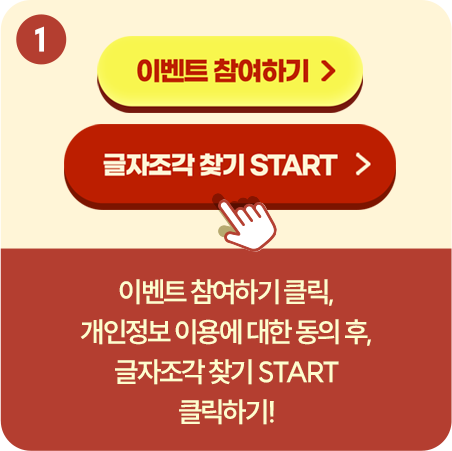 1
이벤트 참여하기 >
글자조각 찾기 START >
이벤트 참여하기 클릭,
개인정보 이용에 대한 동의 후,
글자조각 찾기 START
클릭하기!